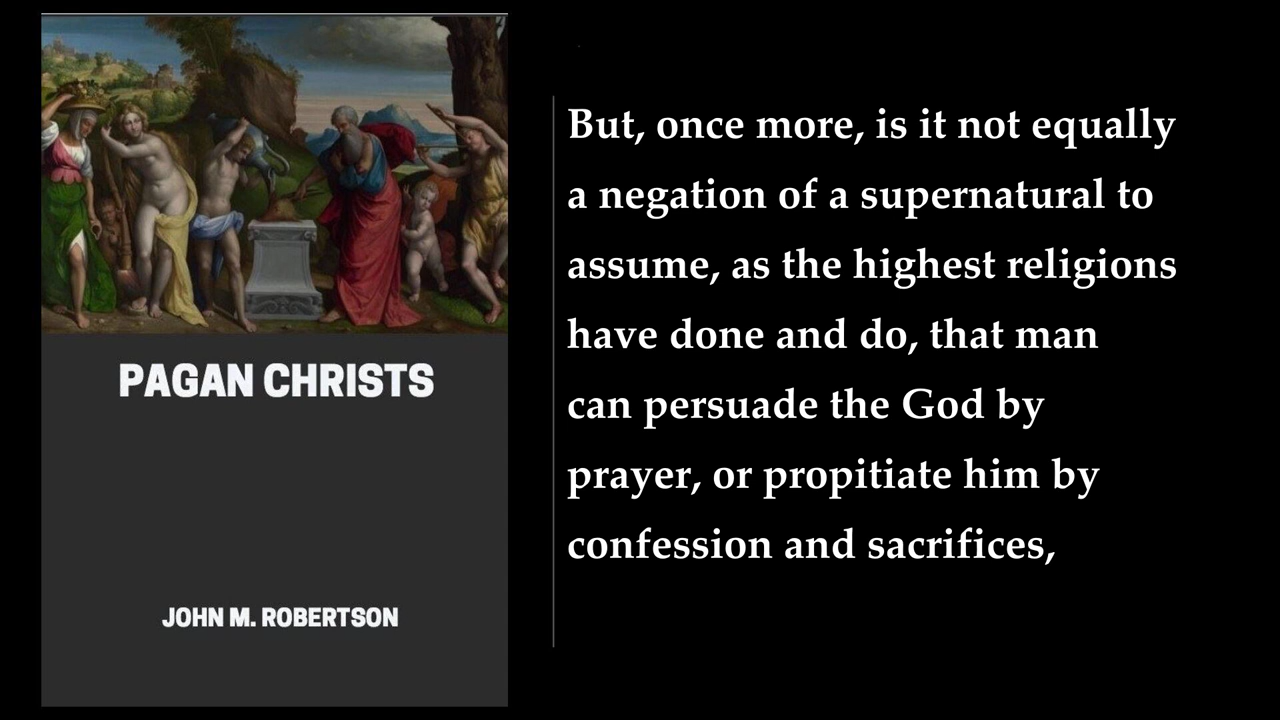 PAGAN CHRISTS
JOHN M. ROBERTSON
But, once more, is it not equally
a negation of a supernatural to
assume, as the highest religions
have done and do, that man
can persuade the God by
prayer, or propitiate him by
confession and sacrifices,